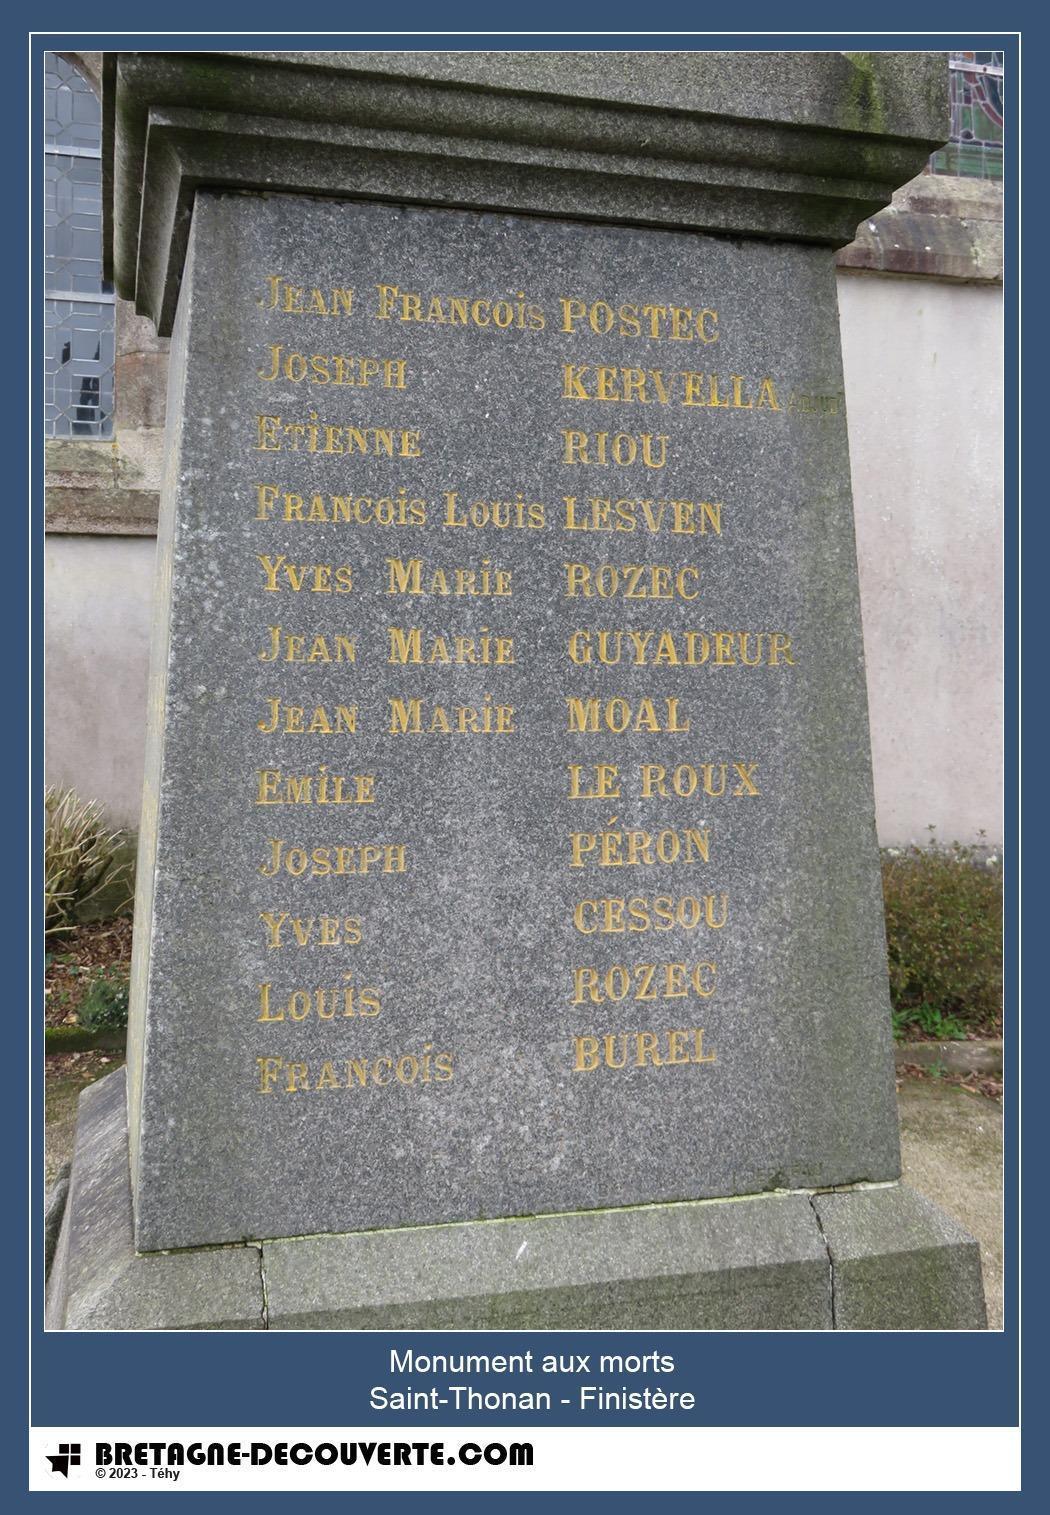 Jean Francois POSTEC
Joseph KERVELLA
Etienne RIOU
Francois Louis LESVEN
Yves Marie ROZEC
Jean Marie GUYADEUR
Jean Marie MOAL
Emile LE ROUX
Joseph PÉRON
Yves CESSOU
Louis ROZEC
Francois BUREL
Monument aux morts
Saint-Thonan - Finistère
BRETAGNE-DECOUVERTE.COM
© 2023 - Téhy